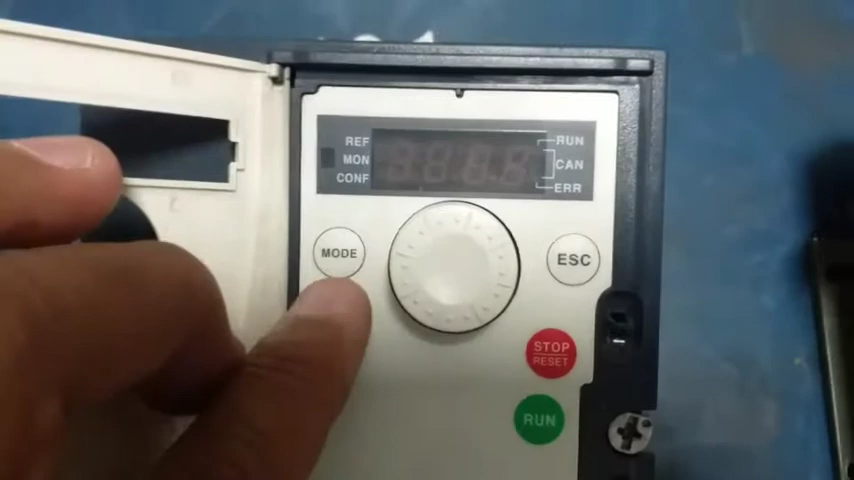 REF
MON
CONF
RUN
CAN
ERR
MODE
ESC
STOP
RESET
RUN